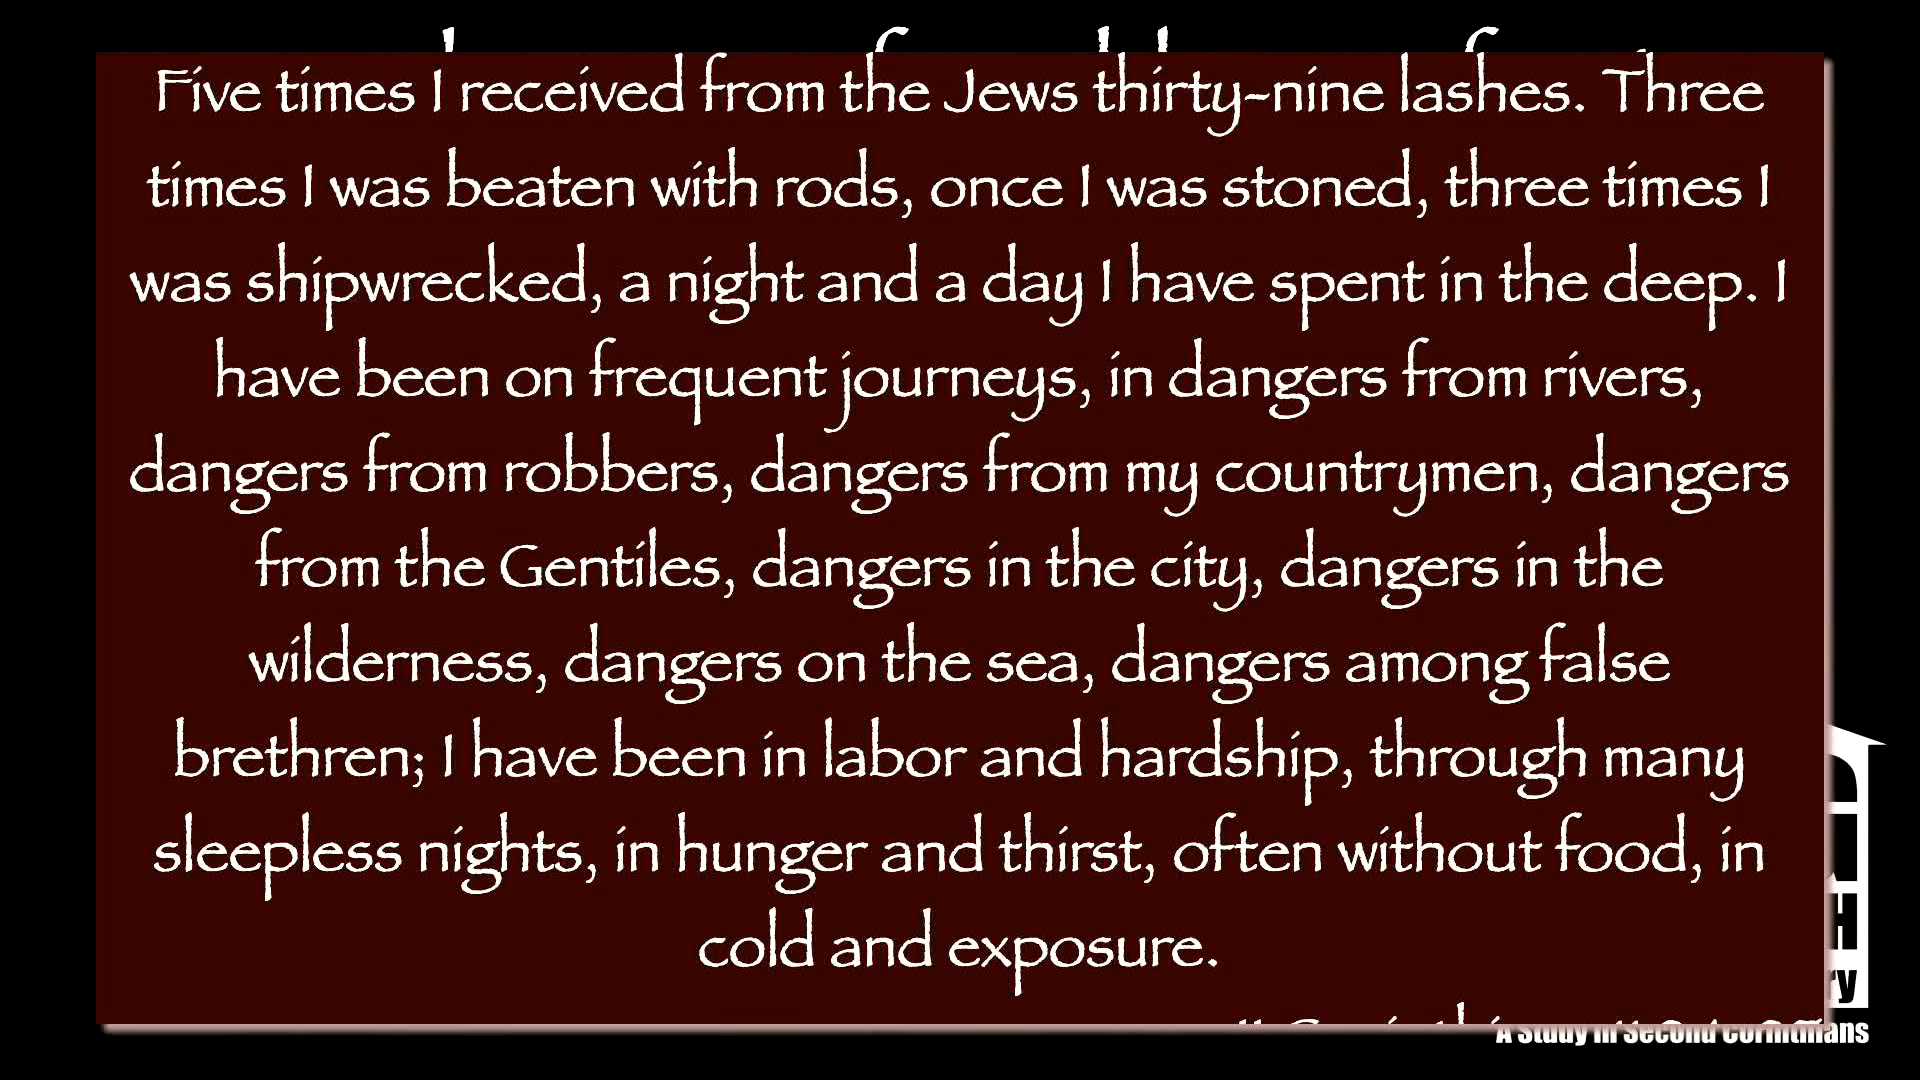 Five times I received from the Jews thirty-nine lashes. Three
times I was beaten with rods, once I was stoned, three times I
was shipwrecked, a night and a day I have spent in the deep. I
have been on frequent journeys, in dangers from rivers,
dangers from robbers, dangers from my countrymen, dangers
from the Gentiles, dangers in the city, dangers in the
wilderness, dangers on the sea, dangers among false
brethren; I have been in labor and hardship, through many
sleepless nights, in hunger and thirst, often without food, in
cold and exposure.
A Study in Second Corinthians